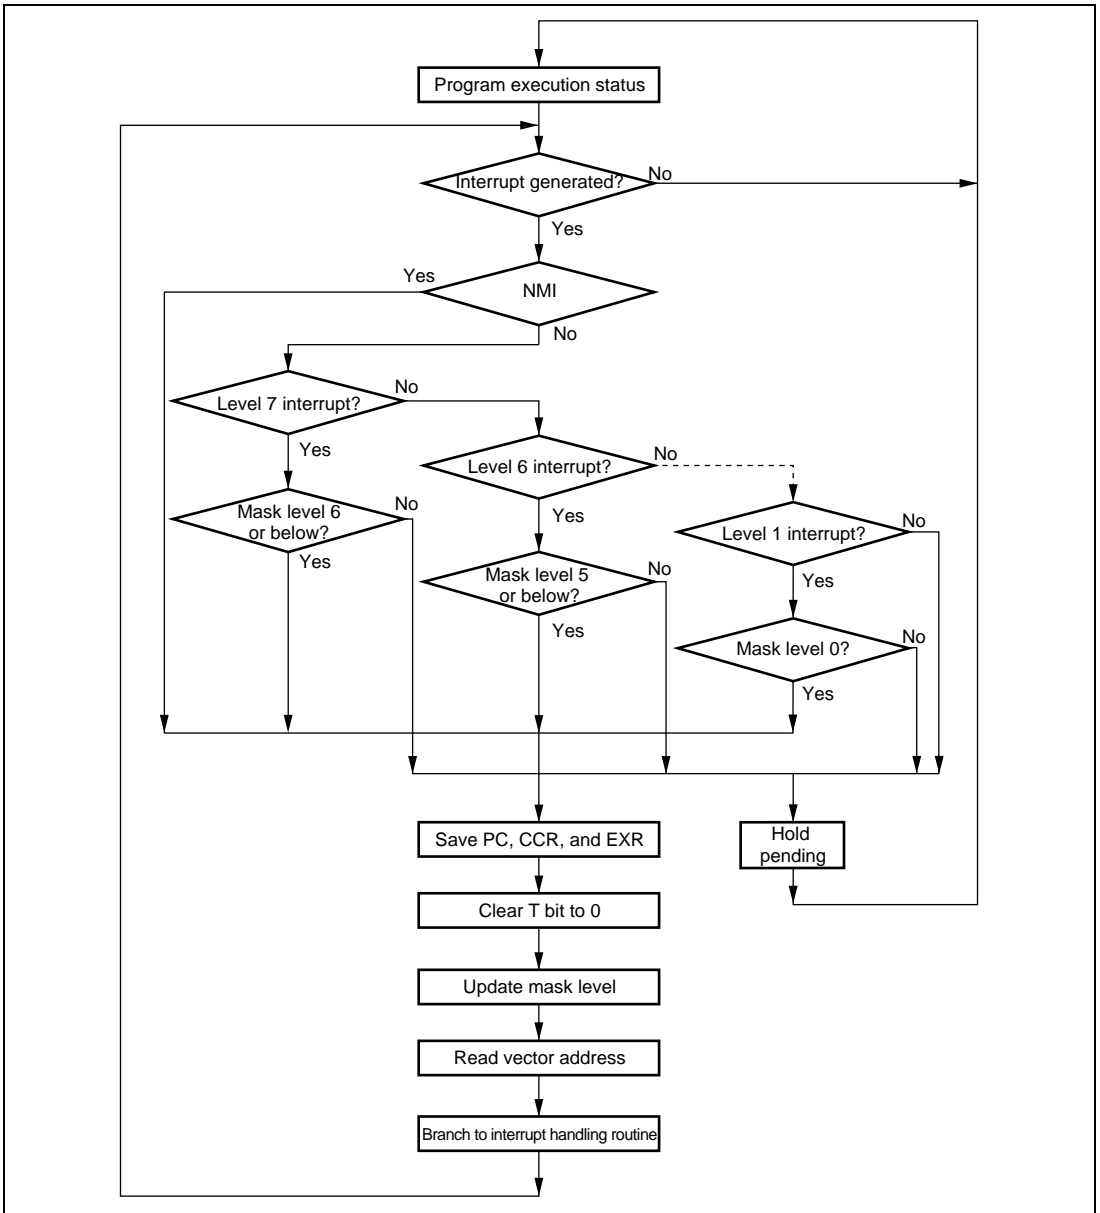 Program execution status
Interrupt generated?
No
Yes
Yes
NMI
No
Level 7 interrupt?
No
Yes
Level 6 interrupt?
No
Mask level 6
or below?
No
Yes
Yes
Level 1 interrupt?
No
Mask level 5
or below?
No
Yes
Yes
Mask level 0?
No
Yes
Save PC, CCR, and EXR
Hold
pending
Clear T bit to 0
Update mask level
Read vector address
Branch to interrupt handling routine